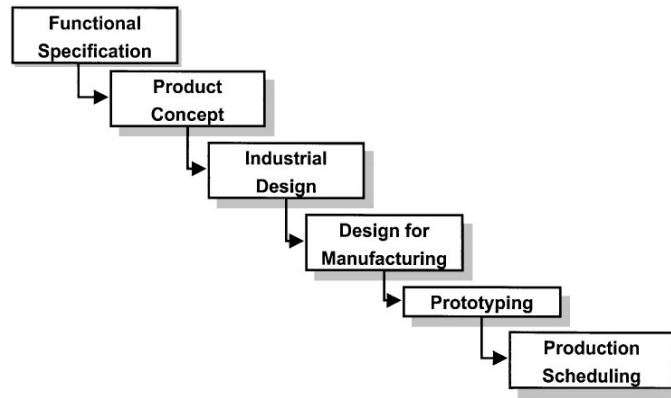 Functional
Specification
Product
Concept
Industrial
Design
Design for
Manufacturing
Prototyping
Production
Scheduling